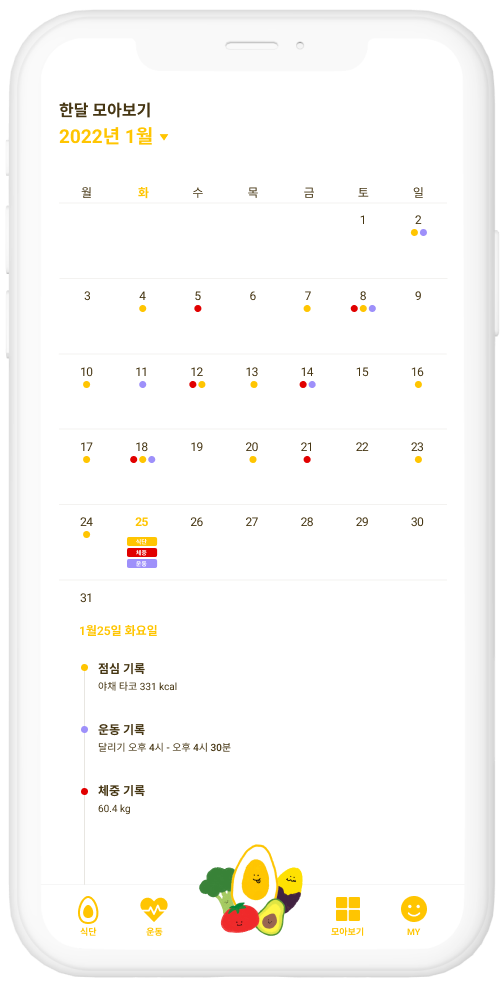 한달 모아보기
2022년 1월
월 화 수 목 금 토 일
1 2
3 4 5 6 7 8 9
10 11 12 13 14 15 16
17 18 19 20 21 22 23
24 25 26 27 28 29 30
식단
체중
운동
31
1월25일 화요일
점심 기록
야채 타코 331 kcal
운동 기록
달리기 오후 4시 - 오후 4시 30분
체중 기록
60.4 kg
식단 운동 모아보기 MY